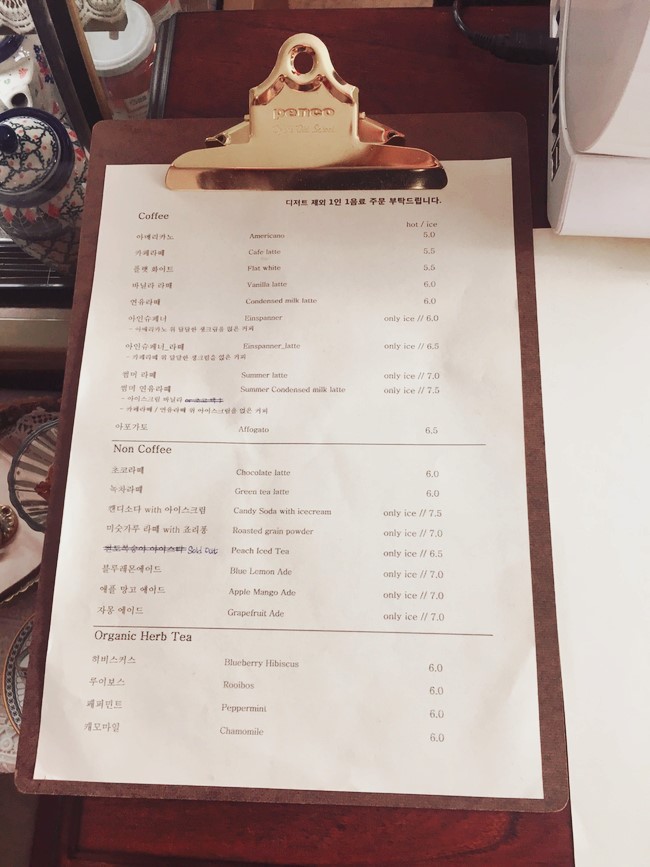 penco
디저트 제외 1인 1음료 주문 부탁드립니다.
Coffee
hot / ice
아메리카노 Americano 5.0
카페라떼 Cafe latte 5.5
플랫 화이트 Flat white 5.5
바닐라 라떼 Vanilla latte 6.0
연유라떼 Condensed milk latte 6.0
아인슈페너 Einspanner only ice // 6.0
- 아메리카노 위 달달한 생크림을 얹은 커피
아인슈페너_라떼 Einspanner_latte only ice // 6.5
- 카페라떼 위 달달한 생크림을 얹은 커피
썸머 라떼 Summer latte only ice // 7.0
썸머 연유라떼 Summer Condensed milk latte only ice // 7.5
- 아이스크림 바닐라
- 카페라떼 / 연유라떼 위 아이스크림을 얹은 커피
아포가토 Affogato 6.5
Non Coffee
초코라떼 Chocolate latte 6.0
녹차라떼 Green tea latte 6.0
캔디소다 with 아이스크림 Candy Soda with icecream only ice // 7.5
미숫가루 라떼 with 죠리퐁 Roasted grain powder only ice // 7.0
Sold Out Peach Iced Tea only ice // 6.5
블루레몬에이드 Blue Lemon Ade only ice // 7.0
애플 망고 에이드 Apple Mango Ade only ice // 7.0
자몽 에이드 Grapefruit Ade only ice // 7.0
Organic Herb Tea
힉비스커스 Blueberry Hibiscus 6.0
루이보스 Rooibos 6.0
페퍼민트 Peppermint 6.0
캐모마일 Chamomile 6.0